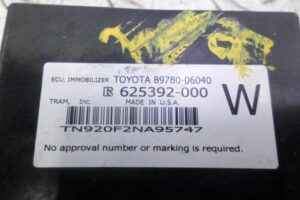 ECU, IMMOBILIZER TOYOTA 89780-06040
R 625392-000
TRAM, Inc. MADE IN U.S.A.
W
TN920F2NA95747
No approval number or marking is required.